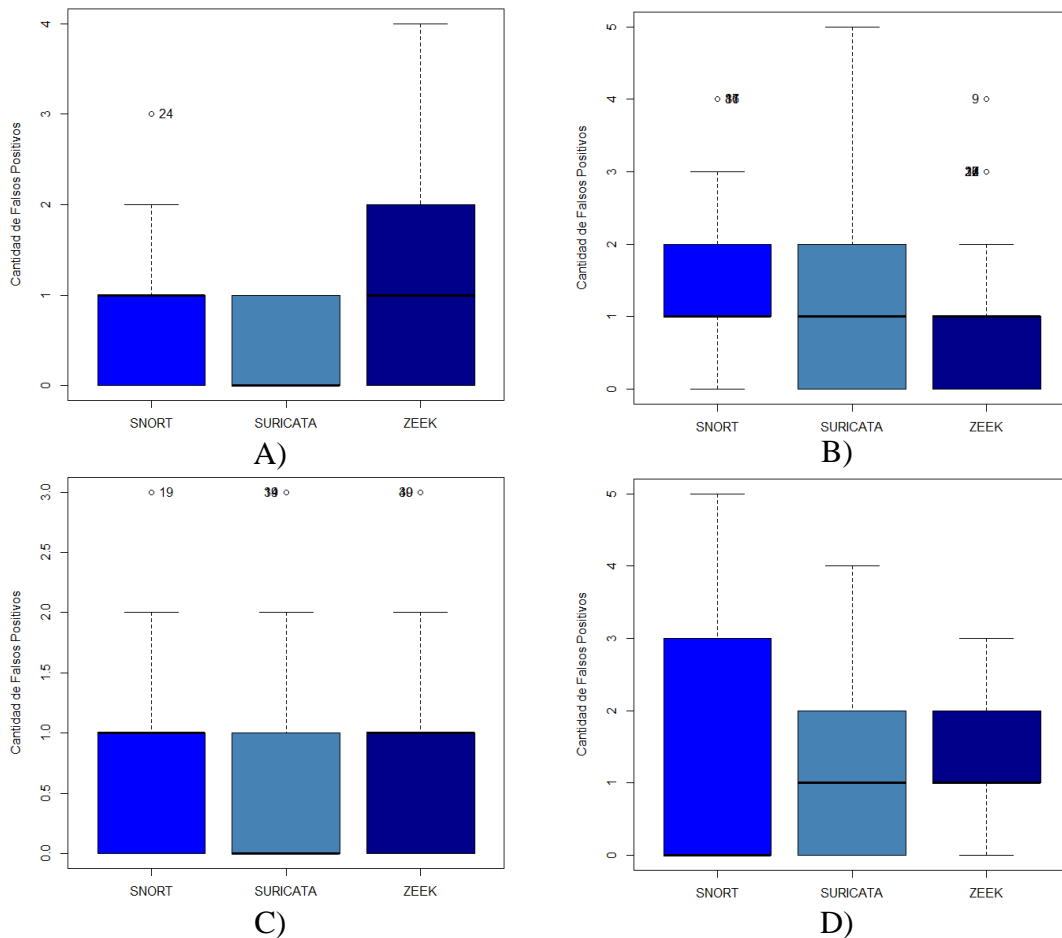 Cantidad de Falsos Positivos
4
3
2
1
0
24
SNORT
SURICATA
ZEEK
A)
Cantidad de Falsos Positivos
5
4
3
2
1
0
9
SNORT
SURICATA
ZEEK
B)
Cantidad de Falsos Positivos
3.0
2.5
2.0
1.5
1.0
0.5
0.0
19
SNORT
SURICATA
ZEEK
C)
Cantidad de Falsos Positivos
5
4
3
2
1
0
SNORT
SURICATA
ZEEK
D)